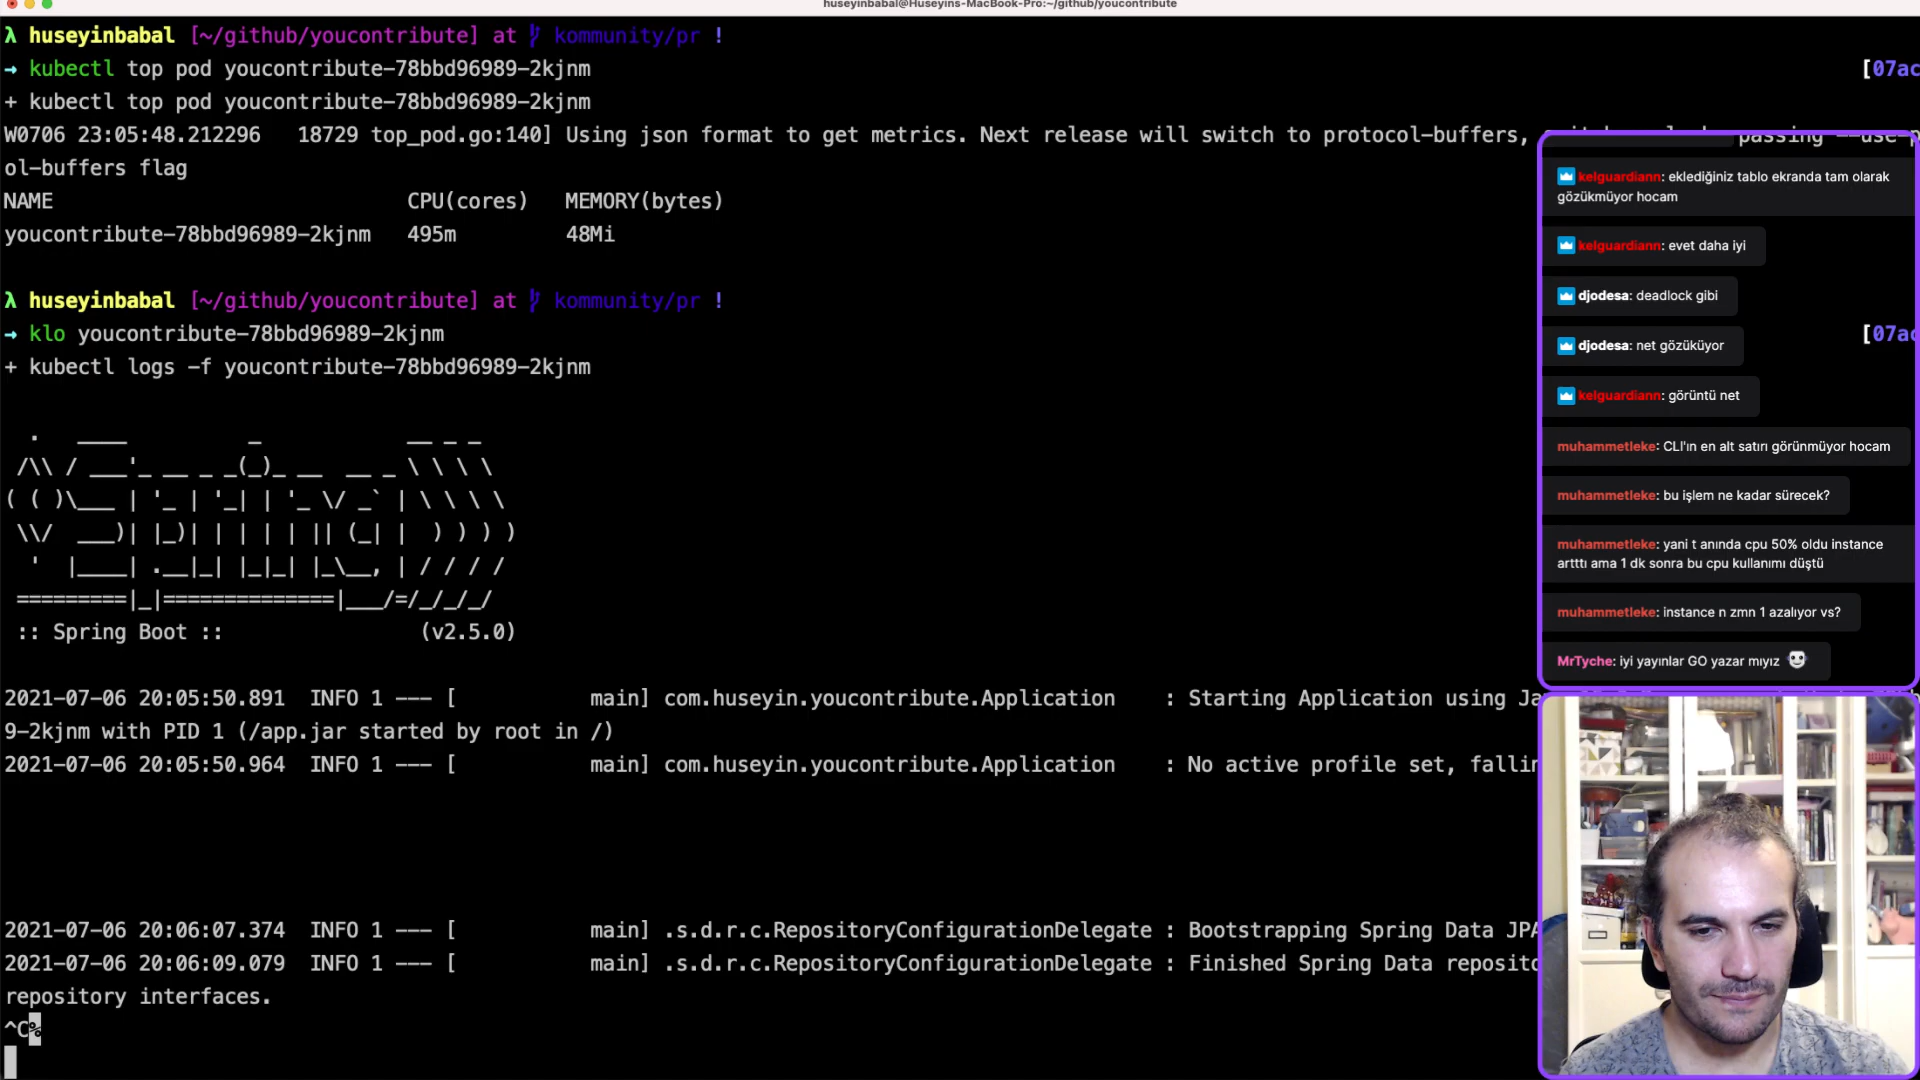 huseyinbabal@Huseyins-MacBook-Pro:~/github/youcontribute
λ huseyinbabal [~/github/youcontribute] at kommunity/pr !
→ kubectl top pod youcontribute-78bbd96989-2kjnm [07ac
+ kubectl top pod youcontribute-78bbd96989-2kjnm
W0706 23:05:48.212296 18729 top_pod.go:140] Using json format to get metrics. Next release will switch to protocol-buffers, passing --use-p
ol-buffers flag
NAME CPU(cores) MEMORY(bytes)
youcontribute-78bbd96989-2kjnm 495m 48Mi
λ huseyinbabal [~/github/youcontribute] at kommunity/pr !
→ klo youcontribute-78bbd96989-2kjnm [07ac
+ kubectl logs -f youcontribute-78bbd96989-2kjnm
:: Spring Boot :: (v2.5.0)
2021-07-06 20:05:50.891 INFO 1 --- [ main] com.huseyin.youcontribute.Application : Starting Application using Ja
9-2kjnm with PID 1 (/app.jar started by root in /)
2021-07-06 20:05:50.964 INFO 1 --- [ main] com.huseyin.youcontribute.Application : No active profile set, fallin
2021-07-06 20:06:07.374 INFO 1 --- [ main] .s.d.r.c.RepositoryConfigurationDelegate : Bootstrapping Spring Data JPA
2021-07-06 20:06:09.079 INFO 1 --- [ main] .s.d.r.c.RepositoryConfigurationDelegate : Finished Spring Data reposito
repository interfaces.
^C%
kelguardiann: eklediğiniz tablo ekranda tam olarak
gözükmüyor hocam
kelguardiann: evet daha iyi
djodesa: deadlock gibi
djodesa: net gözüküyor
kelguardiann: görüntü net
muhammetleke: CLI'ın en alt satırı görünmüyor hocam
muhammetleke: bu işlem ne kadar sürecek?
muhammetleke: yani t anında cpu 50% oldu instance
artttı ama 1 dk sonra bu cpu kullanımı düştü
muhammetleke: instance n zmn 1 azalıyor vs?
MrTyche: iyi yayınlar GO yazar mıyız